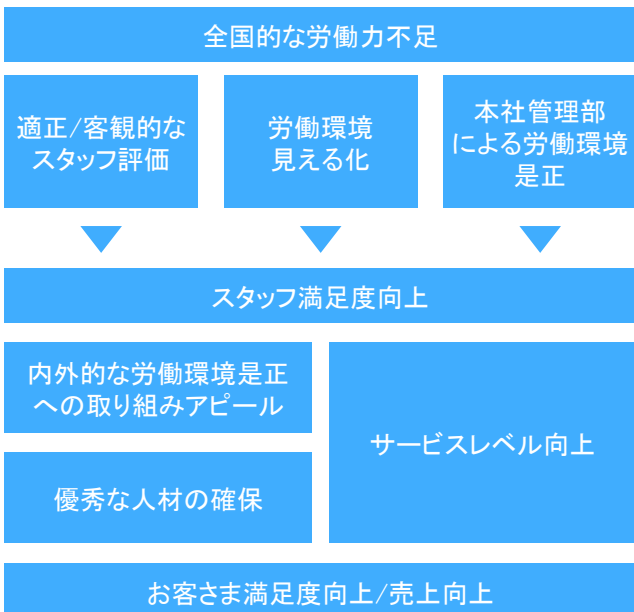 全国的な労働力不足
適正/客観的な
スタッフ評価
労働環境
見える化
本社管理部
による労働環境
是正
スタッフ満足度向上
内外的な労働環境是正
への取り組みアピール
優秀な人材の確保
サービスレベル向上
お客さま満足度向上/売上向上